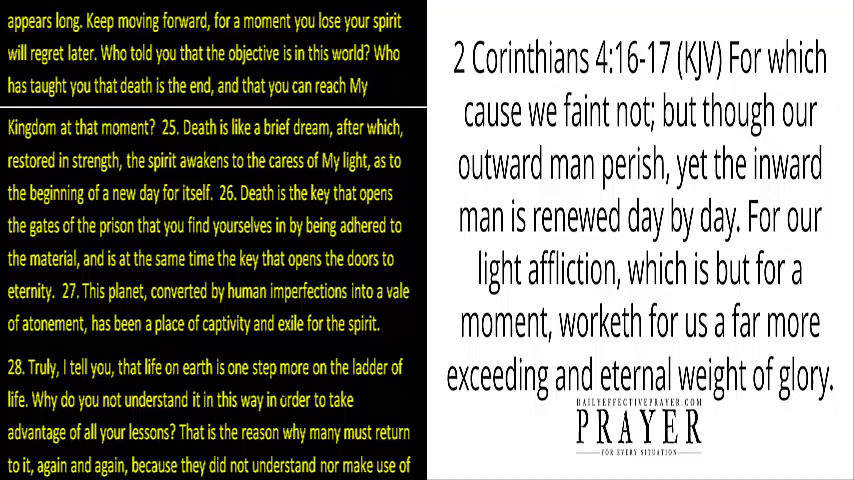 appears long. Keep moving forward, for a moment you lose your spirit
will regret later. Who told you that the objective is in this world? Who
has taught you that death is the end, and that you can reach My
Kingdom at that moment? 25. Death is like a brief dream, after which,
restored in strength, the spirit awakens to the caress of My light, as to
the beginning of a new day for itself. 26. Death is the key that opens
the gates of the prison that you find yourselves in by being adhered to
the material, and is at the same time the key that opens the doors to
eternity. 27. This planet, converted by human imperfections into a vale
of atonement, has been a place of captivity and exile for the spirit.
28. Truly, I tell you, that life on earth is one step more on the ladder of
life. Why do you not understand it in this way in order to take
advantage of all your lessons? That is the reason why many must return
to it, again and again, because they did not understand nor make use of
2 Corinthians 4:16-17 (KJV) For which
cause we faint not; but though our
outward man perish, yet the inward
man is renewed day by day. For our
light affliction, which is but for a
moment, worketh for us a far more
exceeding and eternal weight of glory.
DAILYEFFECTIVEPRAYER.COM
PRAYER
FOR EVERY SITUATION